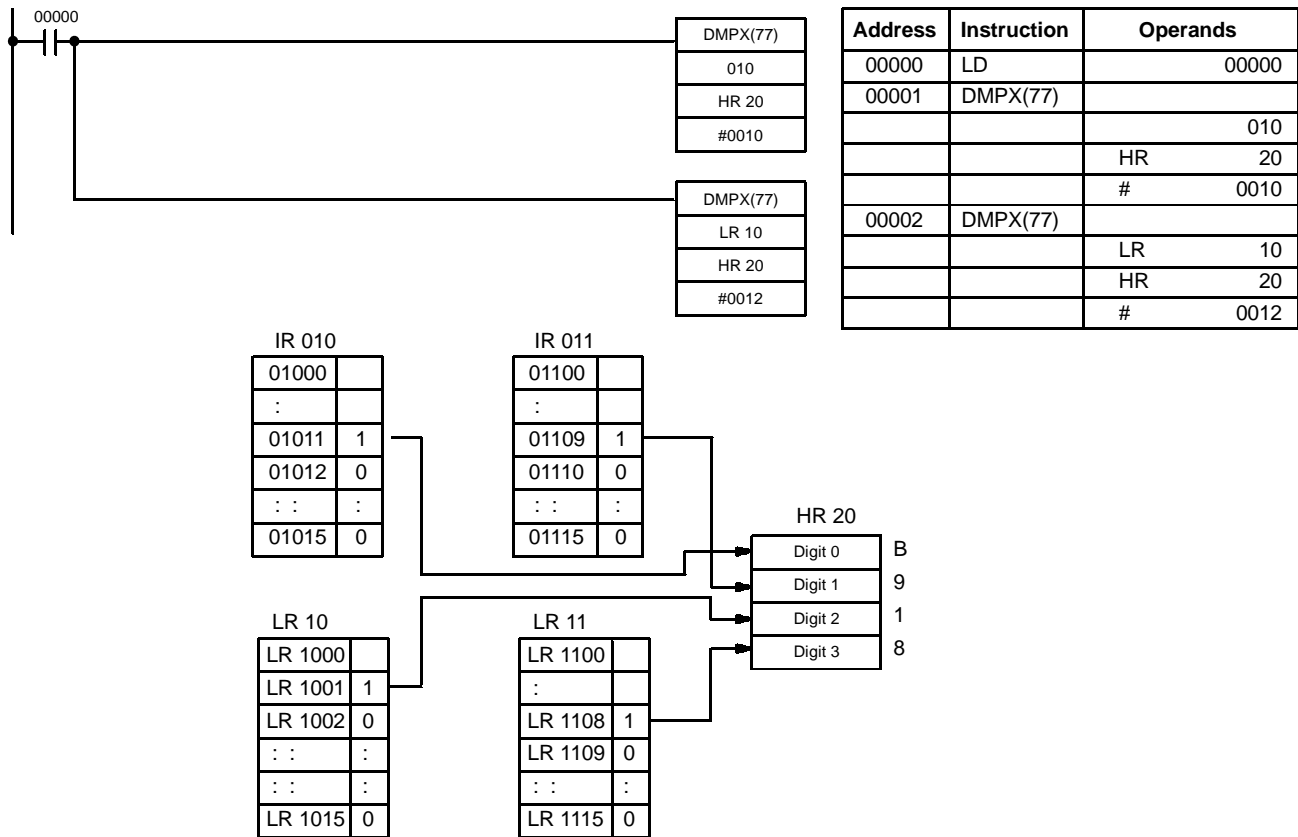 00000
DMPX(77)
010
HR 20
#0010
DMPX(77)
LR 10
HR 20
#0012
Address Instruction Operands
00000 LD 00000
00001 DMPX(77)
010
HR 20
# 0010
00002 DMPX(77)
LR 10
HR 20
# 0012
IR 010
01000
:
01011 1
01012 0
: : :
01015 0
IR 011
01100
:
01109 1
01110 0
: : :
01115 0
HR 20
Digit 0 B
Digit 1 9
Digit 2 1
Digit 3 8
LR 10
LR 1000
LR 1001 1
LR 1002 0
: : :
: : :
LR 1015 0
LR 11
LR 1100
:
LR 1108 1
LR 1109 0
: : :
LR 1115 0